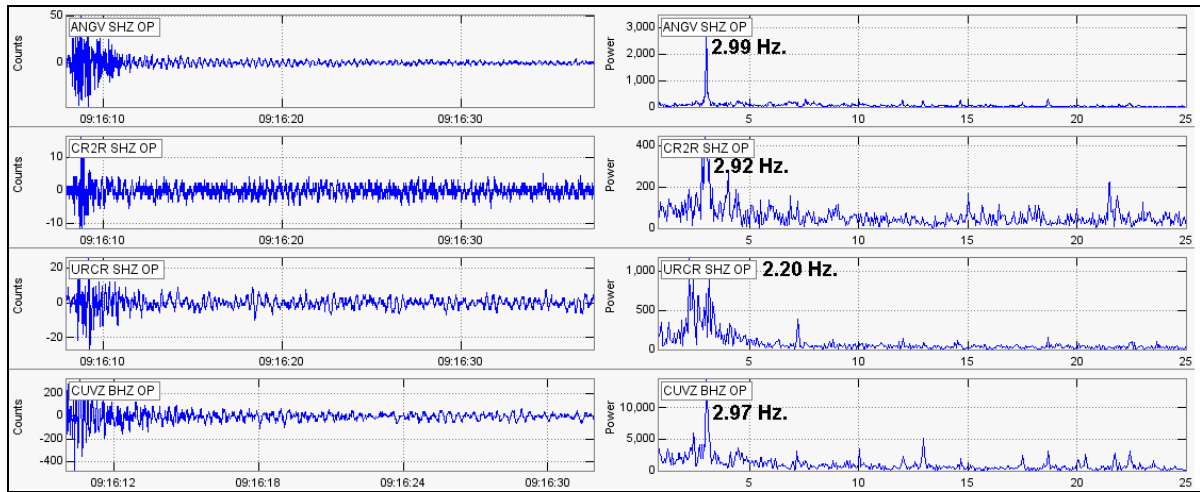 50
0
Counts
ANGV SHZ OP
09:16:10 09:16:20 09:16:30
3,000
2,000
1,000
0
Power
ANGV SHZ OP
2.99 Hz.
5 10 15 20 25
10
0
-10
Counts
CR2R SHZ OP
09:16:10 09:16:20 09:16:30
400
200
0
Power
CR2R SHZ OP
2.92 Hz.
5 10 15 20 25
20
0
-20
Counts
URCR SHZ OP
09:16:10 09:16:20 09:16:30
1,000
500
0
Power
URCR SHZ OP
2.20 Hz.
5 10 15 20 25
200
0
-200
-400
Counts
CUVZ BHZ OP
09:16:12 09:16:18 09:16:24 09:16:30
10,000
5,000
0
Power
CUVZ BHZ OP
2.97 Hz.
5 10 15 20 25